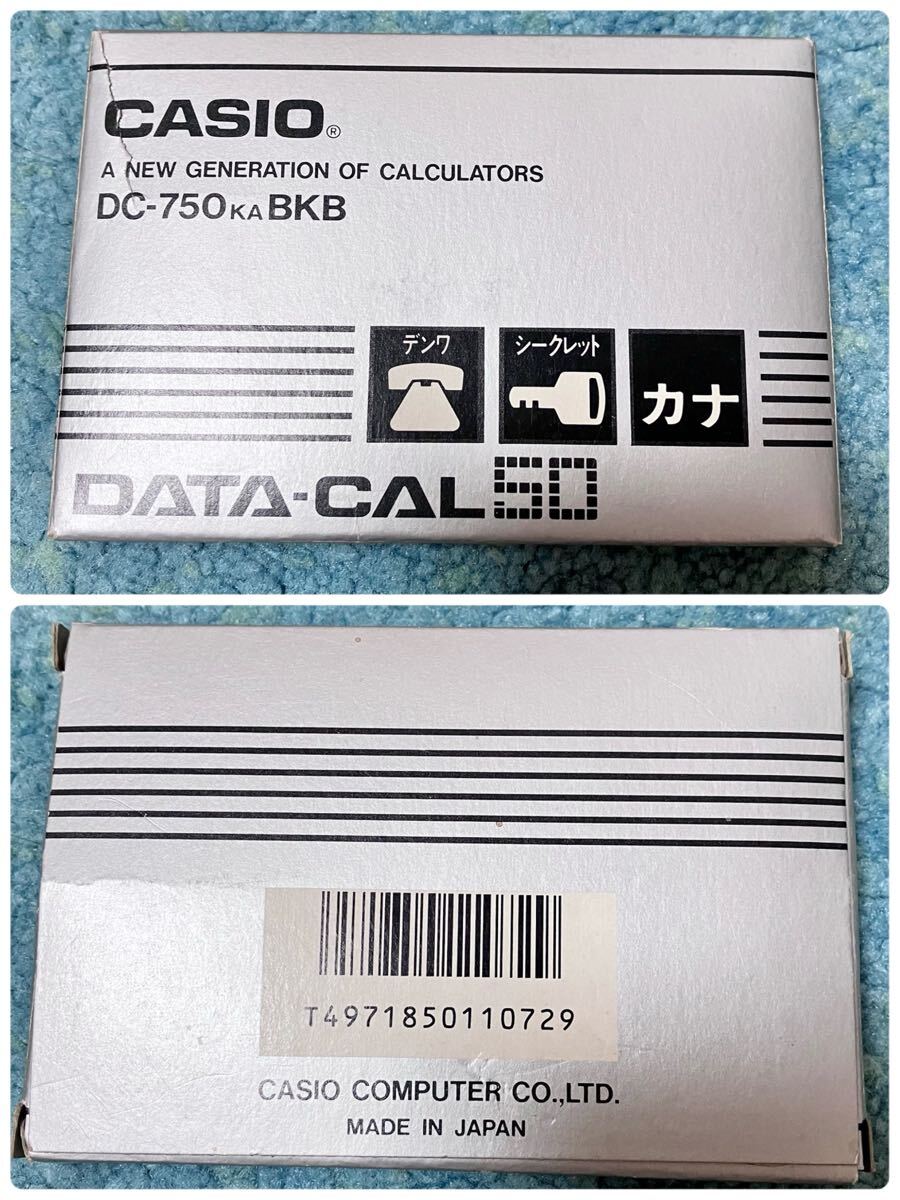 CASIO®
A NEW GENERATION OF CALCULATORS
DC-750KABKB
デンワ
シークレット
カナ
DATA-CAL50
T4971850110729
CASIO COMPUTER CO.,LTD.
MADE IN JAPAN